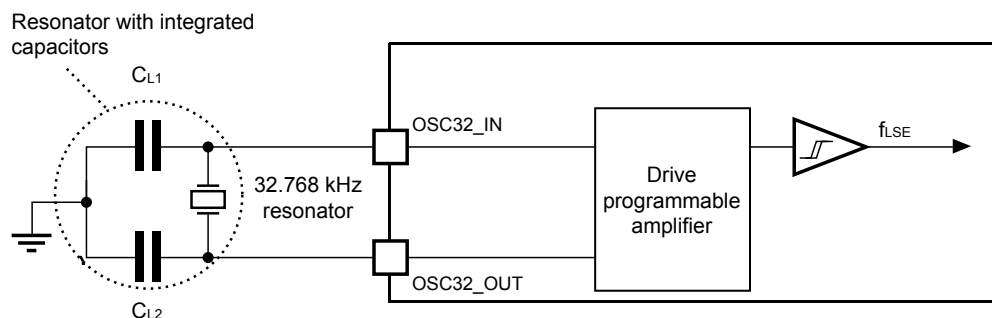 Resonator with integrated
capacitors
CL1
OSC32_IN
fLSE
32.768 kHz
resonator
Drive
programmable
amplifier
OSC32_OUT
CL2